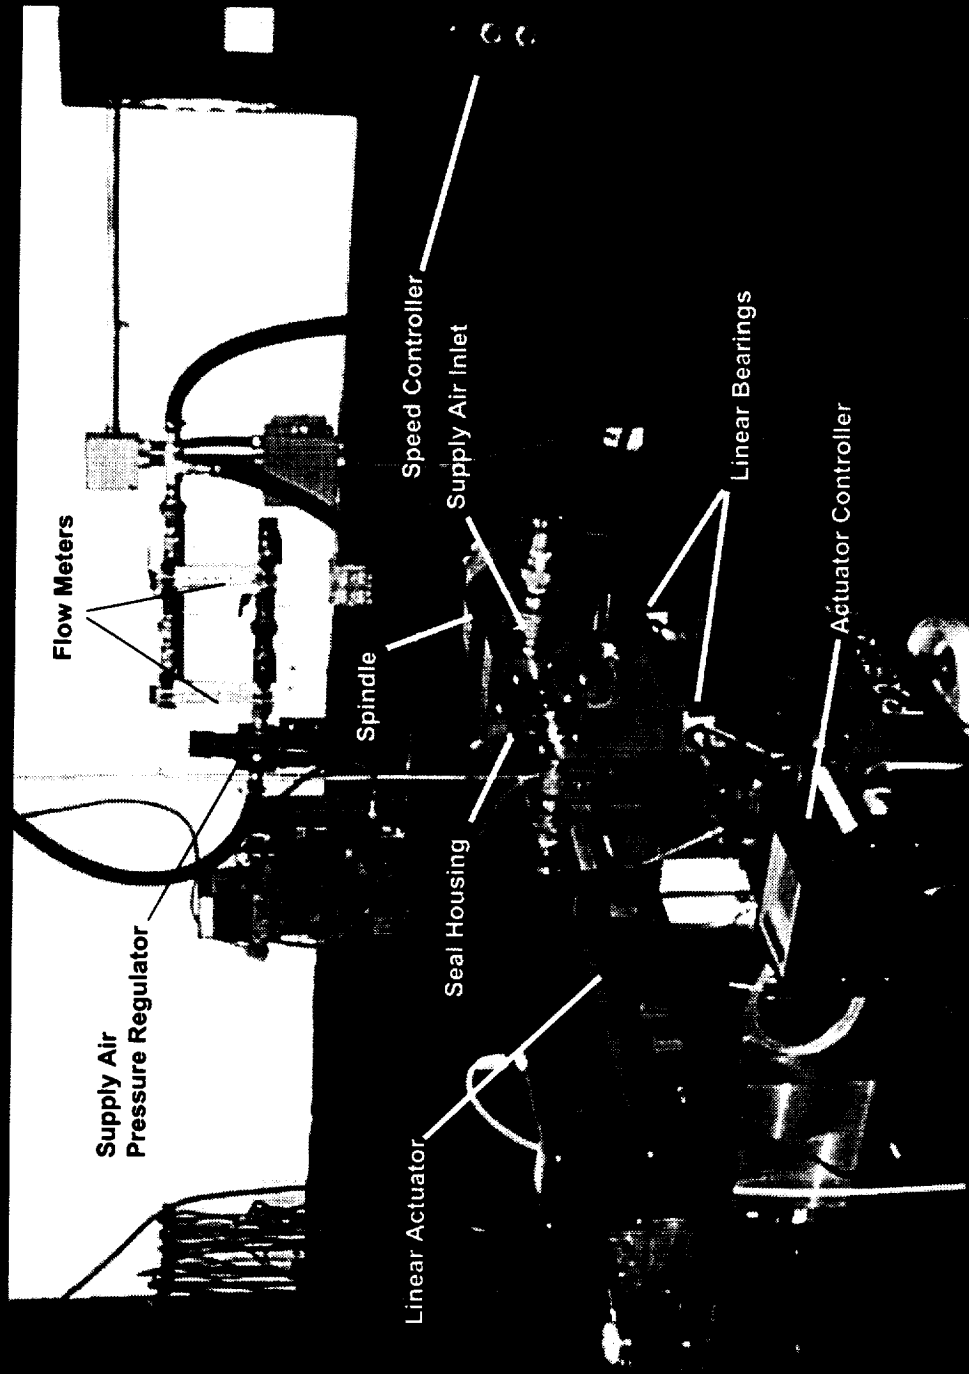 Supply Air
Pressure Regulator
Flow Meters
Spindle
Speed Controller
Supply Air Inlet
Seal Housing
Linear Actuator
Linear Bearings
Actuator Controller